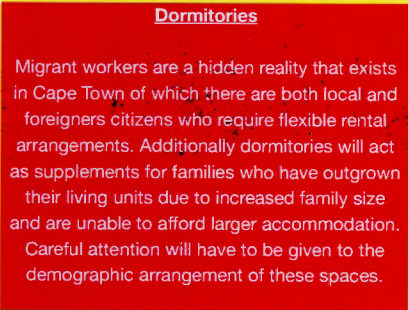 Dormitories
Migrant workers are a hidden reality that exists
in Cape Town of which there are both local and
foreigners citizens who require flexible rental
arrangements. Additionally dormitories will act
as supplements for families who have outgrown
their living units due to increased family size
and are unable to afford larger accommodation.
Careful attention will have to be given to the
demographic arrangement of these spaces.